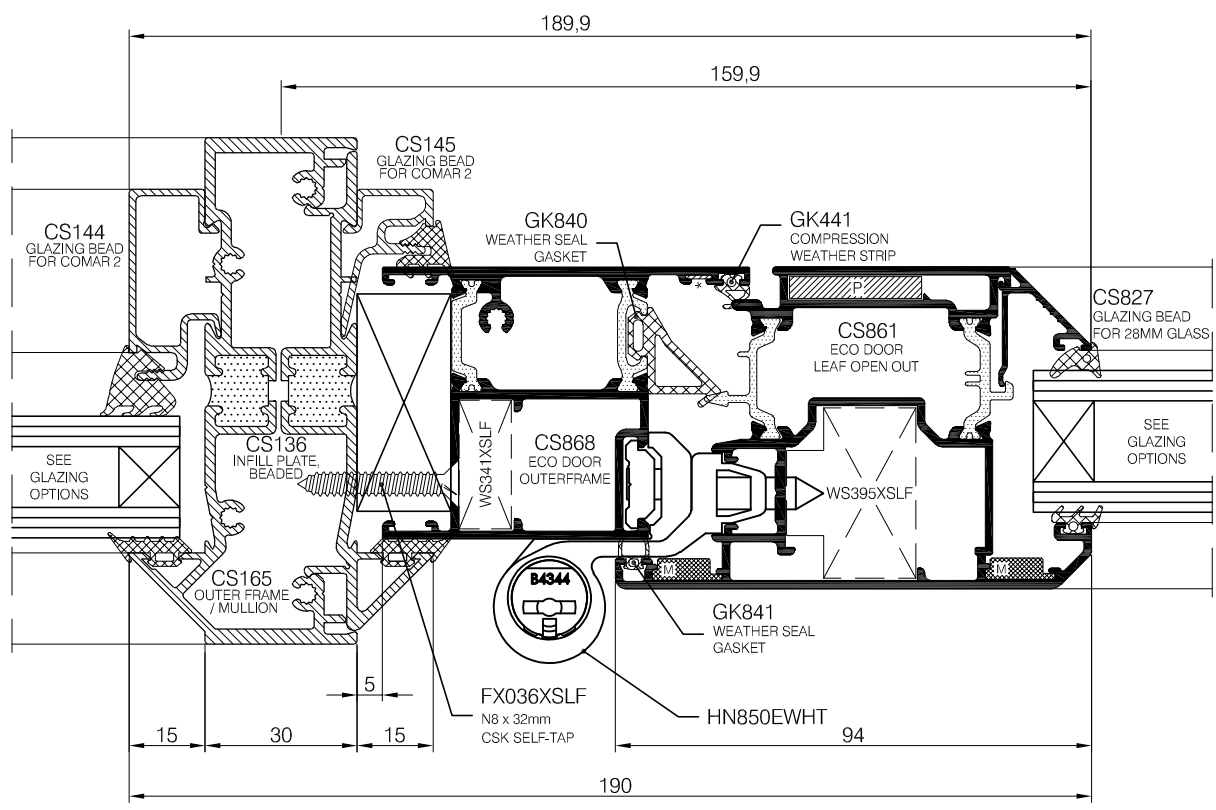 189,9
159,9
CS145
GLAZING BEAD
FOR COMAR 2
CS144
GLAZING BEAD
FOR COMAR 2
GK840
WEATHER SEAL
GASKET
GK441
COMPRESSION
WEATHER STRIP
*
P
CS827
GLAZING BEAD
FOR 28MM GLASS
CS861
ECO DOOR
LEAF OPEN OUT
CS136
INFILL PLATE,
BEADED
WS341XSLF
CS868
ECO DOOR
OUTERFRAME
WS395XSLF
SEE
GLAZING
OPTIONS
SEE
GLAZING
OPTIONS
CS165
OUTER FRAME
/ MULLION
B4344
M
M
GK841
WEATHER SEAL
GASKET
5
FX036XSLF
N8 x 32mm
CSK SELF-TAP
HN850EWHT
15
30
15
94
190